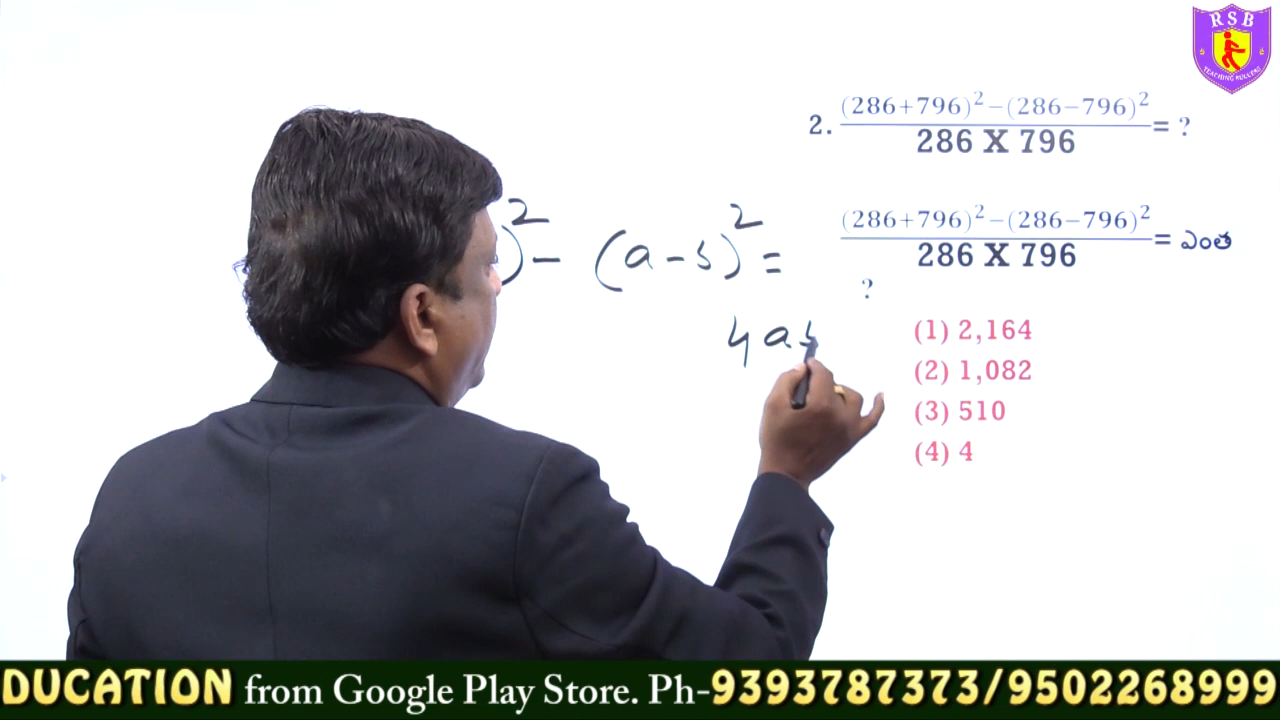 RSB
TEACHING BULLERS
2. (286+796)²−(286−796)² / 286 X 796 = ?
)² − (a − b)² =
4ab
(286+796)²−(286−796)² / 286 X 796 = ఎంత
?
(1) 2,164
(2) 1,082
(3) 510
(4) 4
DUCATION from Google Play Store. Ph-9393787373/9502268999